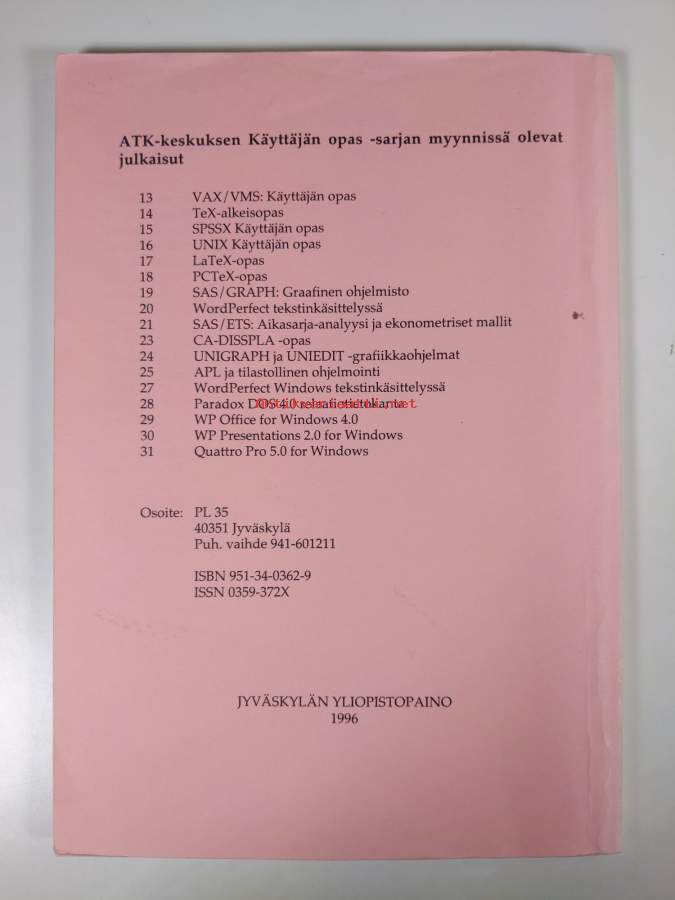 ATK-keskuksen Käyttäjän opas -sarjan myynnissä olevat
julkaisut
13 VAX/VMS: Käyttäjän opas
14 TeX-alkeisopas
15 SPSSX Käyttäjän opas
16 UNIX Käyttäjän opas
17 LaTeX-opas
18 PCTeX-opas
19 SAS/GRAPH: Graafinen ohjelmisto
20 WordPerfect tekstinkäsittelyssä
21 SAS/ETS: Aikasarja-analyysi ja ekonometriset mallit
23 CA-DISSPLA -opas
24 UNIGRAPH ja UNIEDIT -grafiikkaohjelmat
25 APL ja tilastollinen ohjelmointi
27 WordPerfect Windows tekstinkäsittelyssä
28 Paradox DOS 4.0
29 WP Office for Windows 4.0
30 WP Presentations 2.0 for Windows
31 Quattro Pro 5.0 for Windows
Osoite: PL 35
40351 Jyväskylä
Puh. vaihde 941-601211
ISBN 951-34-0362-9
ISSN 0359-372X
JYVÄSKYLÄN YLIOPISTOPAINO
1996